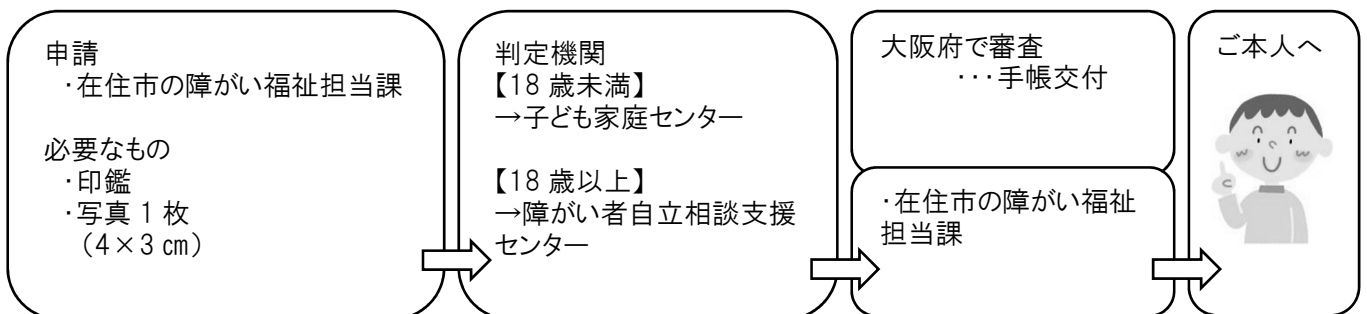 申請
・在住市の障がい福祉担当課
必要なもの
・印鑑
・写真 1 枚
（4×3 ㎝）
判定機関
【18 歳未満】
→子ども家庭センター
【18 歳以上】
→障がい者自立相談支援
センター
大阪府で審査
・・・手帳交付
・在住市の障がい福祉
担当課
ご本人へ